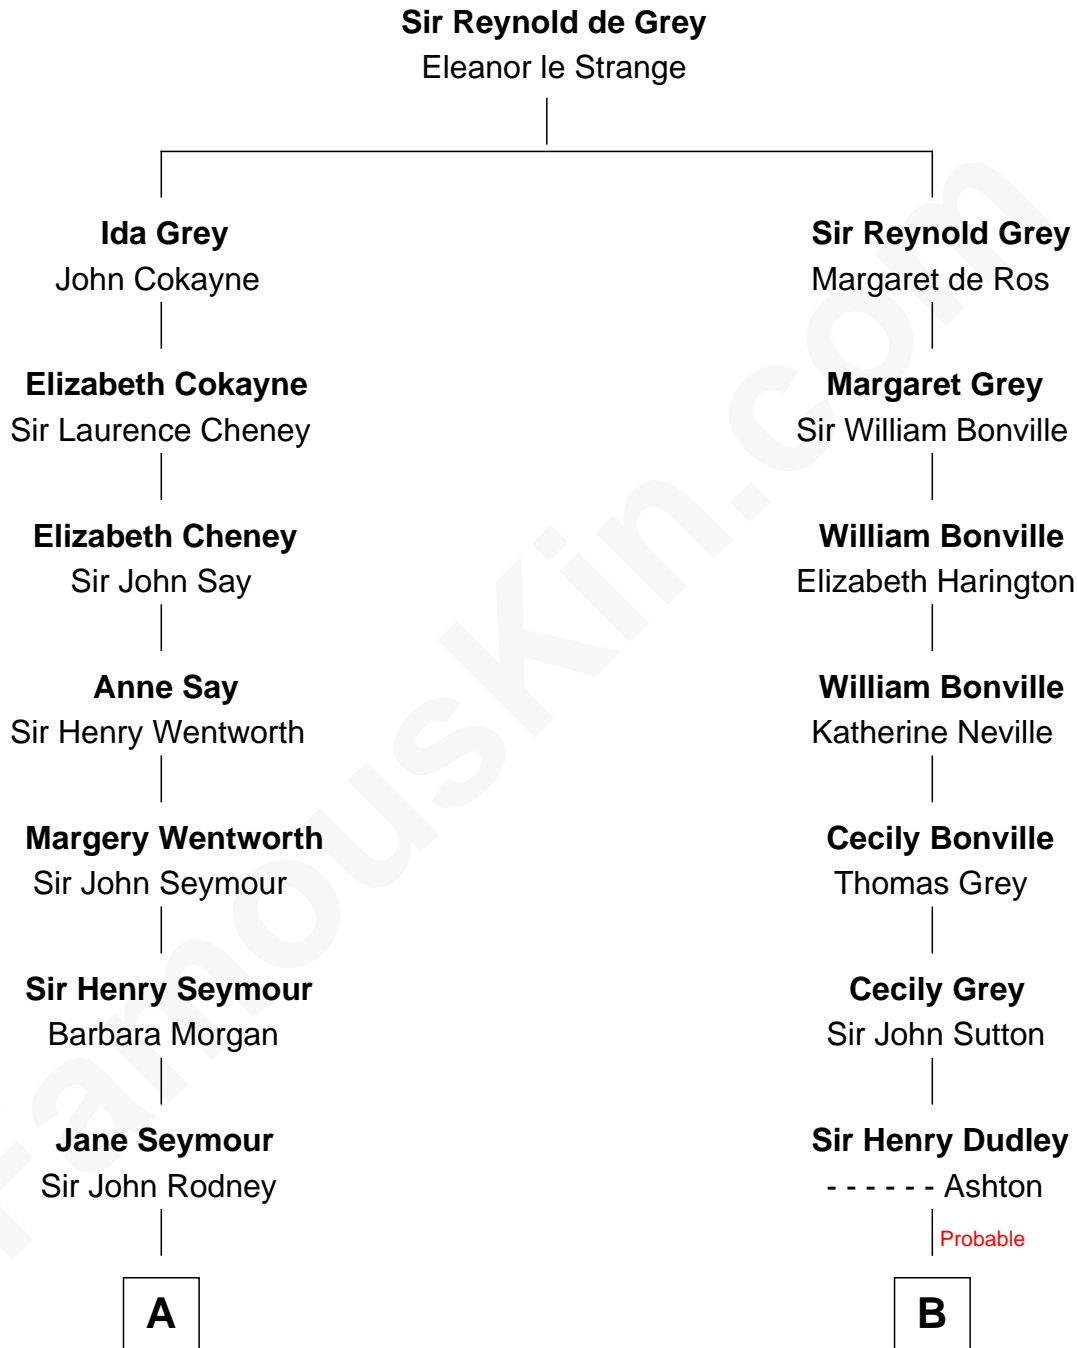 Sir Reynold de Grey
Eleanor le Strange
Ida Grey
John Cokayne
Sir Reynold Grey
Margaret de Ros
Elizabeth Cokayne
Sir Laurence Cheney
Margaret Grey
Sir William Bonville
Elizabeth Cheney
Sir John Say
William Bonville
Elizabeth Harington
Anne Say
Sir Henry Wentworth
William Bonville
Katherine Neville
Margery Wentworth
Sir John Seymour
Cecily Bonville
Thomas Grey
Sir Henry Seymour
Barbara Morgan
Cecily Grey
Sir John Sutton
Jane Seymour
Sir John Rodney
Sir Henry Dudley
- - - - - - Ashton
Probable
A
B
FamousKin.com